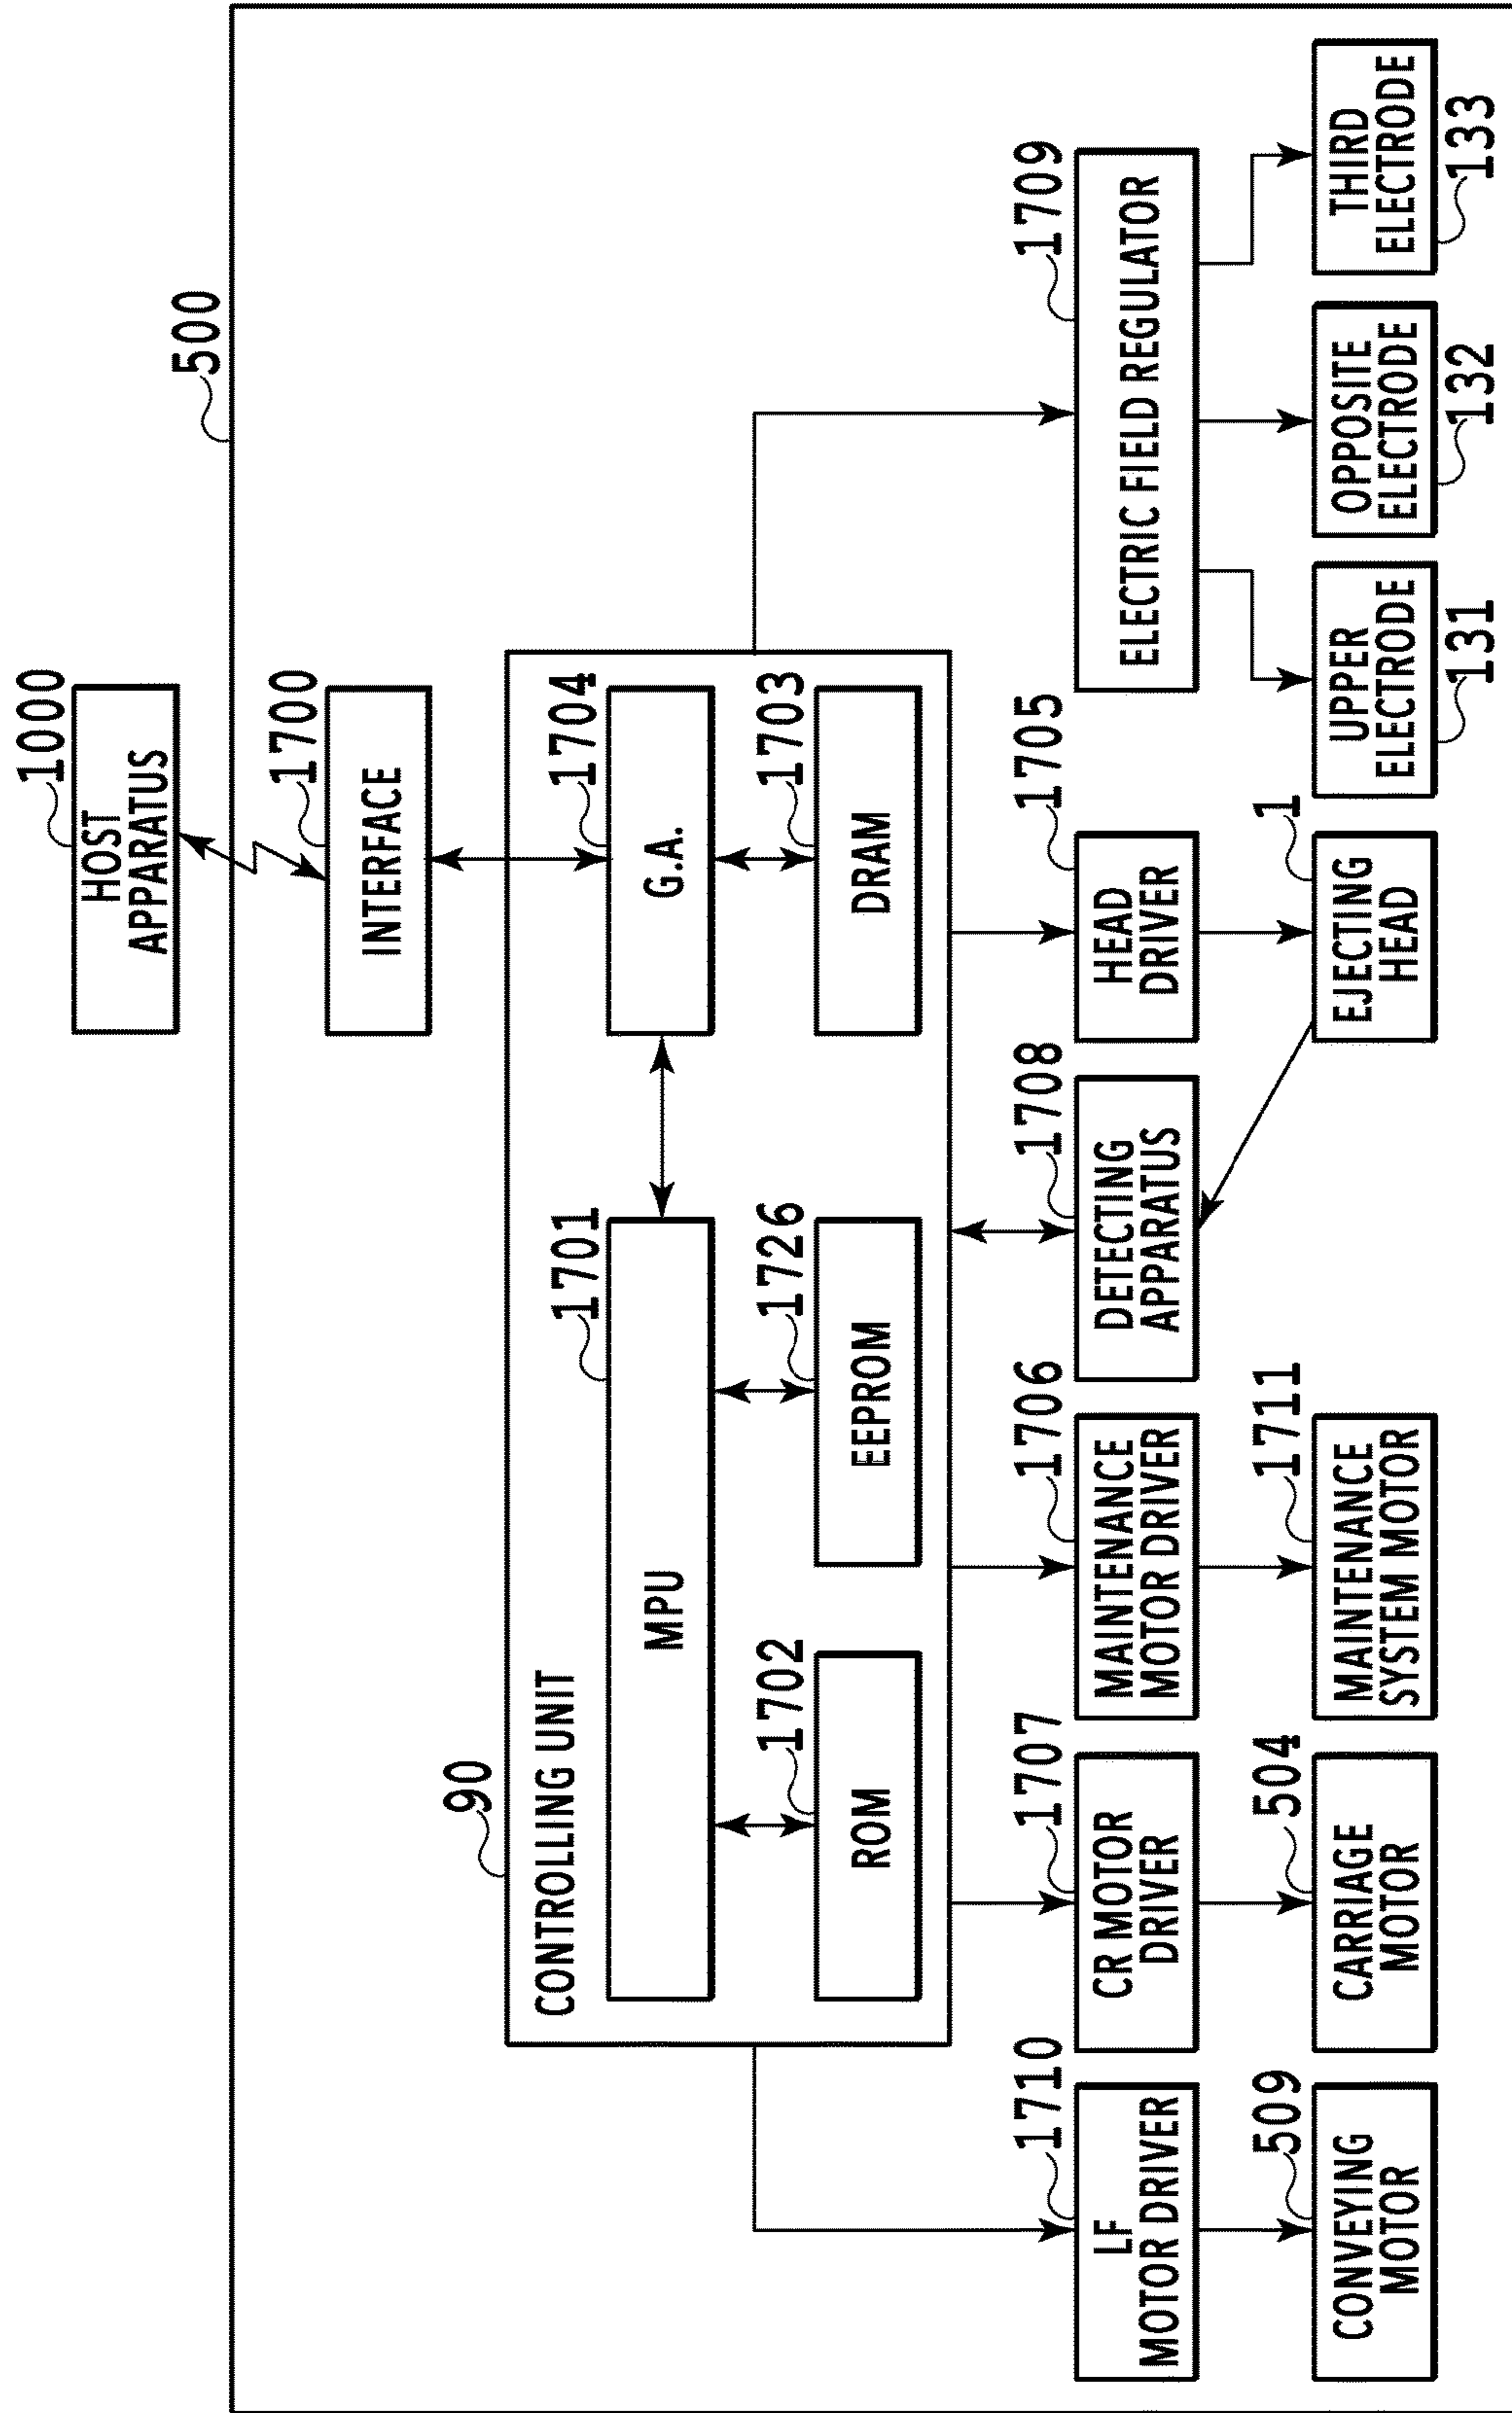 1000
HOST
APPARATUS
500
1700
INTERFACE
90
CONTROLLING UNIT
1701
MPU
1704
G.A.
1702
ROM
1726
EEPROM
1703
DRAM
1710
LF
MOTOR DRIVER
1707
CR MOTOR
DRIVER
1706
MAINTENANCE
MOTOR DRIVER
1708
DETECTING
APPARATUS
1705
HEAD
DRIVER
1709
ELECTRIC FIELD REGULATOR
509
CONVEYING
MOTOR
504
CARRIAGE
MOTOR
1711
MAINTENANCE
SYSTEM MOTOR
1
EJECTING
HEAD
UPPER
ELECTRODE
131
OPPOSITE
ELECTRODE
132
THIRD
ELECTRODE
133